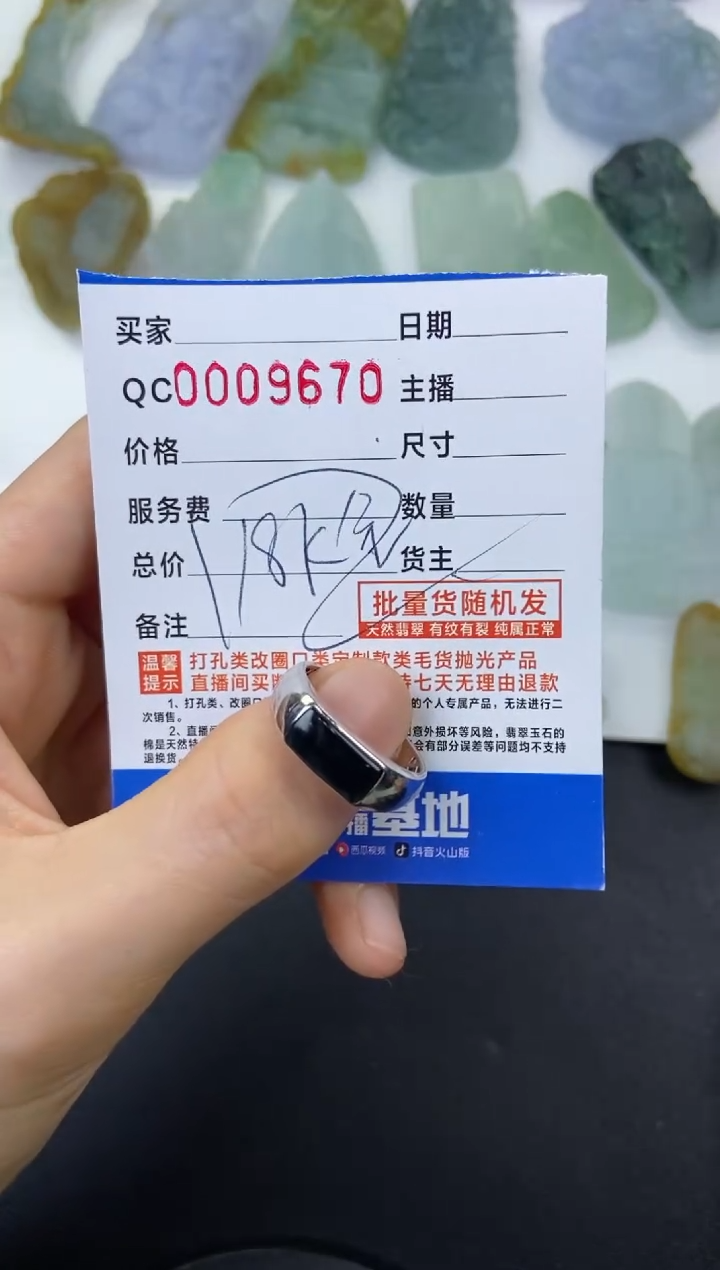 买家 日期
QC0009670 主播
价格 尺寸
服务费 数量
18K
总价 货主
批量货随机发
备注 天然翡翠 有纹有裂 纯属正常
温馨 打孔类改圈口类定制款类毛货抛光产品
提示 直播间买 七天无理由退款
1、打孔类、改圈口 的个人专属产品，无法进行二
次销售。
2、直播 意外损坏等风险，翡翠玉石的
棉是天然 会有部分误差等问题均不支持
退换货。
播基地
西瓜视频 抖音火山版